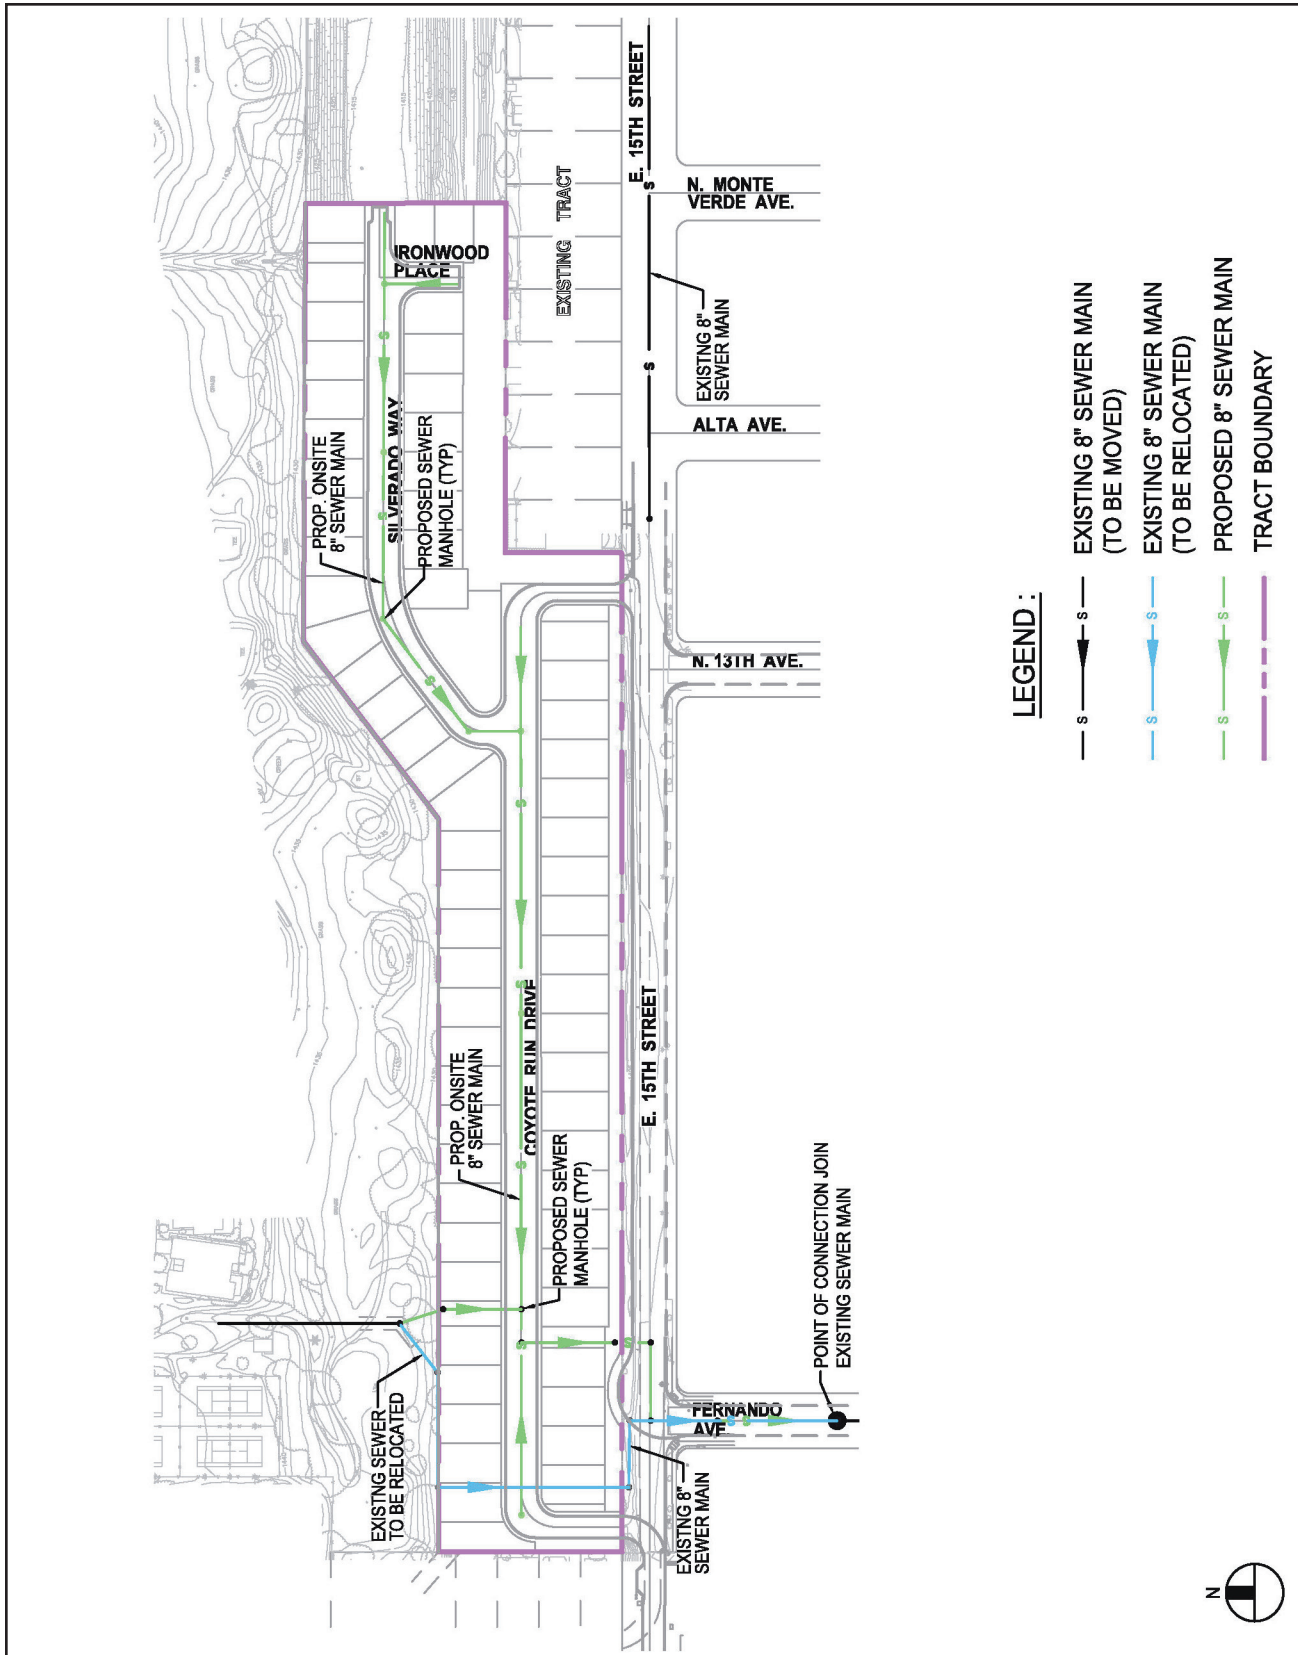 E. 15TH STREET
N. MONTE
VERDE AVE.
IRONWOOD
PLACE
EXISTING TRACT
EXISTNG 8"
SEWER MAIN
ALTA AVE.
SILVERADO WAY
PROP. ONSITE
8" SEWER MAIN
PROPOSED SEWER
MANHOLE (TYP)
N. 13TH AVE.
COYOTE RUN DRIVE
E. 15TH STREET
PROP. ONSITE
8" SEWER MAIN
PROPOSED SEWER
MANHOLE (TYP)
POINT OF CONNECTION JOIN
EXISTING SEWER MAIN
FERNANDO
AVE.
EXISTNG SEWER
TO BE RELOCATED
EXISTNG 8"
SEWER MAIN
LEGEND :
S S EXISTING 8" SEWER MAIN
(TO BE MOVED)
S S EXISTING 8" SEWER MAIN
(TO BE RELOCATED)
S S PROPOSED 8" SEWER MAIN
TRACT BOUNDARY
N